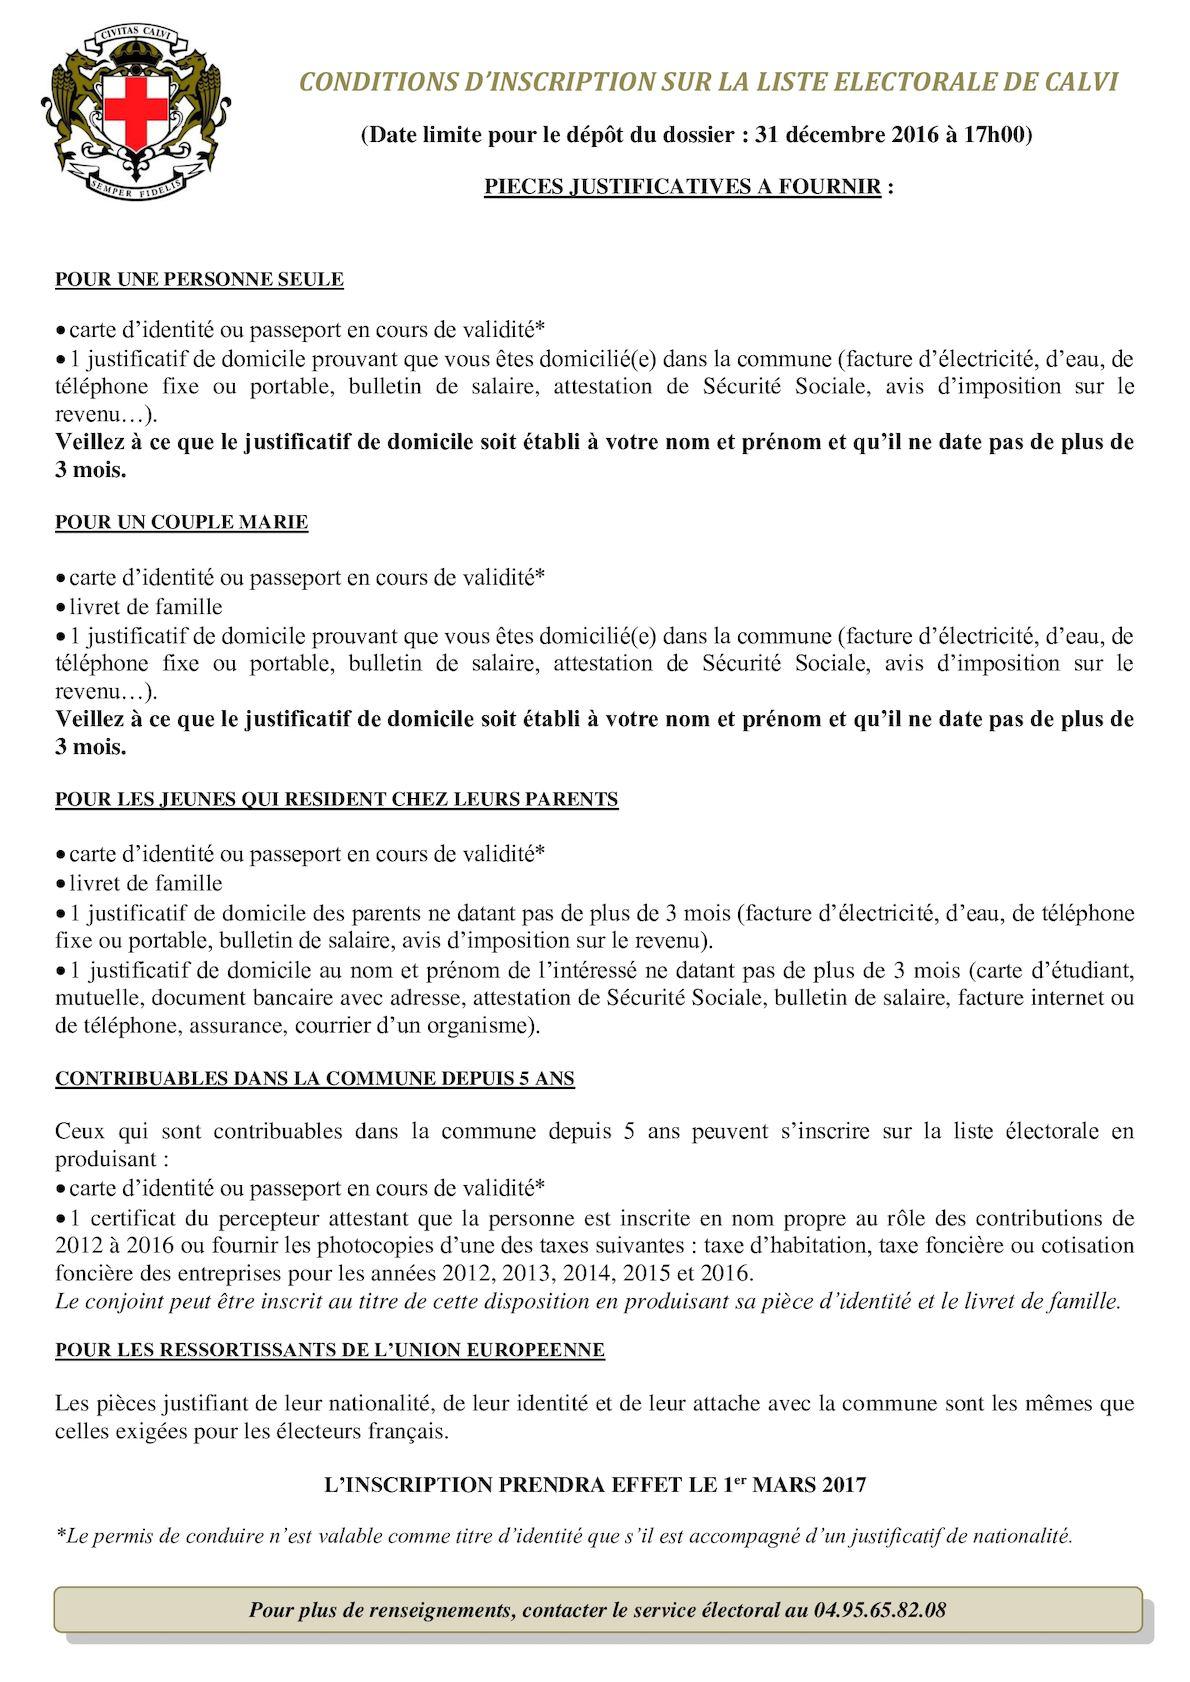 CIVITAS CALVI
SEMPER FIDELIS
CONDITIONS D’INSCRIPTION SUR LA LISTE ELECTORALE DE CALVI
(Date limite pour le dépôt du dossier : 31 décembre 2016 à 17h00)
PIECES JUSTIFICATIVES A FOURNIR :
POUR UNE PERSONNE SEULE
• carte d’identité ou passeport en cours de validité*
• 1 justificatif de domicile prouvant que vous êtes domicilié(e) dans la commune (facture d’électricité, d’eau, de
téléphone fixe ou portable, bulletin de salaire, attestation de Sécurité Sociale, avis d’imposition sur le
revenu…).
Veillez à ce que le justificatif de domicile soit établi à votre nom et prénom et qu’il ne date pas de plus de
3 mois.
POUR UN COUPLE MARIE
• carte d’identité ou passeport en cours de validité*
• livret de famille
• 1 justificatif de domicile prouvant que vous êtes domicilié(e) dans la commune (facture d’électricité, d’eau, de
téléphone fixe ou portable, bulletin de salaire, attestation de Sécurité Sociale, avis d’imposition sur le
revenu…).
Veillez à ce que le justificatif de domicile soit établi à votre nom et prénom et qu’il ne date pas de plus de
3 mois.
POUR LES JEUNES QUI RESIDENT CHEZ LEURS PARENTS
• carte d’identité ou passeport en cours de validité*
• livret de famille
• 1 justificatif de domicile des parents ne datant pas de plus de 3 mois (facture d’électricité, d’eau, de téléphone
fixe ou portable, bulletin de salaire, avis d’imposition sur le revenu).
• 1 justificatif de domicile au nom et prénom de l’intéressé ne datant pas de plus de 3 mois (carte d’étudiant,
mutuelle, document bancaire avec adresse, attestation de Sécurité Sociale, bulletin de salaire, facture internet ou
de téléphone, assurance, courrier d’un organisme).
CONTRIBUABLES DANS LA COMMUNE DEPUIS 5 ANS
Ceux qui sont contribuables dans la commune depuis 5 ans peuvent s’inscrire sur la liste électorale en
produisant :
• carte d’identité ou passeport en cours de validité*
• 1 certificat du percepteur attestant que la personne est inscrite en nom propre au rôle des contributions de
2012 à 2016 ou fournir les photocopies d’une des taxes suivantes : taxe d’habitation, taxe foncière ou cotisation
foncière des entreprises pour les années 2012, 2013, 2014, 2015 et 2016.
Le conjoint peut être inscrit au titre de cette disposition en produisant sa pièce d’identité et le livret de famille.
POUR LES RESSORTISSANTS DE L’UNION EUROPEENNE
Les pièces justifiant de leur nationalité, de leur identité et de leur attache avec la commune sont les mêmes que
celles exigées pour les électeurs français.
L’INSCRIPTION PRENDRA EFFET LE 1er MARS 2017
*Le permis de conduire n’est valable comme titre d’identité que s’il est accompagné d’un justificatif de nationalité.
Pour plus de renseignements, contacter le service électoral au 04.95.65.82.08